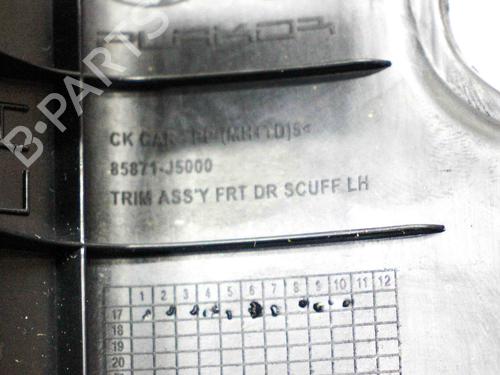 B-PARTS
CK CAR
85871-J5000
TRIM ASS'Y FRT DR SCUFF LH
1 2 3 4 5 6 7 8 9 10 11 12
17
18
19
20